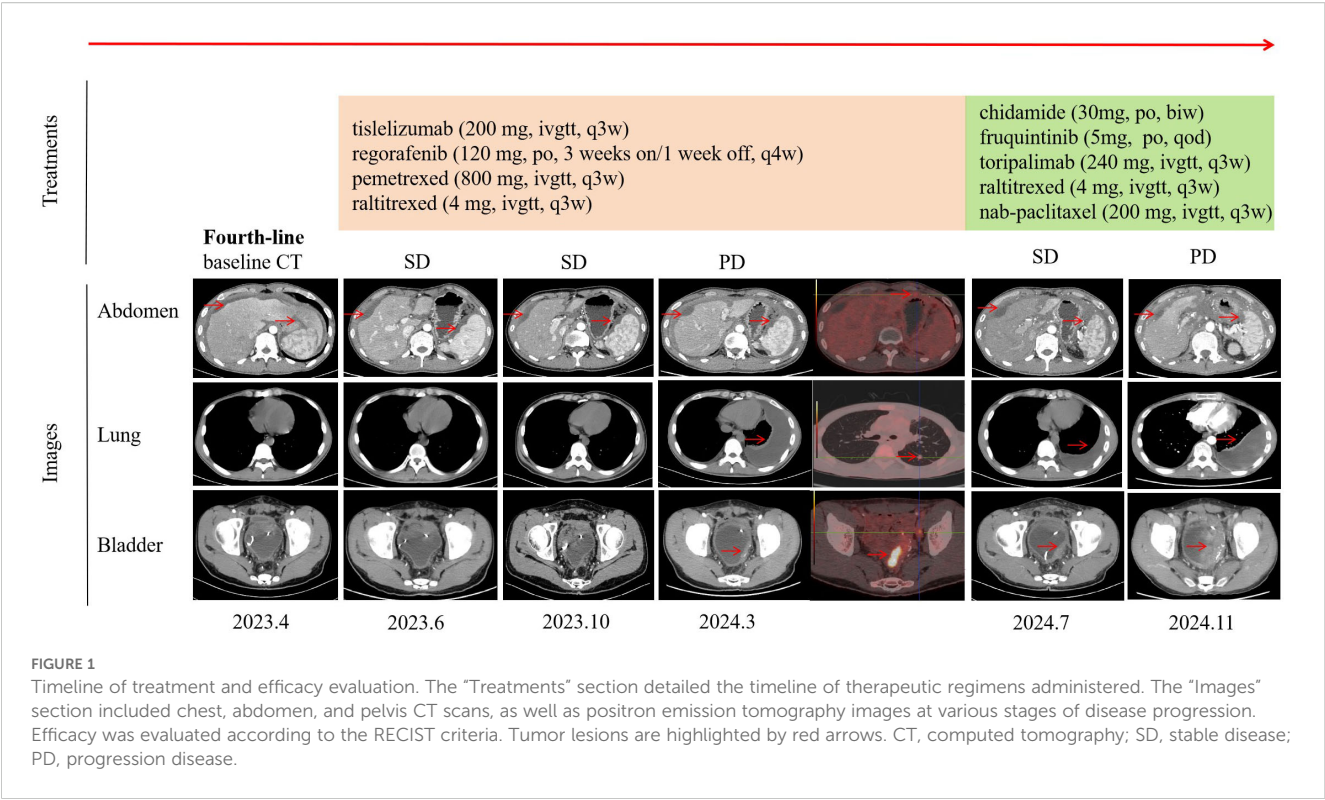 Treatments
tislelizumab (200 mg, ivgtt, q3w)
regorafenib (120 mg, po, 3 weeks on/1 week off, q4w)
pemetrexed (800 mg, ivgtt, q3w)
raltitrexed (4 mg, ivgtt, q3w)
chidamide (30mg, po, biw)
fruquintinib (5mg, po, qod)
toripalimab (240 mg, ivgtt, q3w)
raltitrexed (4 mg, ivgtt, q3w)
nab-paclitaxel (200 mg, ivgtt, q3w)
Fourth-line
baseline CT
SD
SD
PD
SD
PD
Images
Abdomen
Lung
Bladder
2023.4
2023.6
2023.10
2024.3
2024.7
2024.11
FIGURE 1
Timeline of treatment and efficacy evaluation. The “Treatments” section detailed the timeline of therapeutic regimens administered. The “Images”
section included chest, abdomen, and pelvis CT scans, as well as positron emission tomography images at various stages of disease progression.
Efficacy was evaluated according to the RECIST criteria. Tumor lesions are highlighted by red arrows. CT, computed tomography; SD, stable disease;
PD, progression disease.